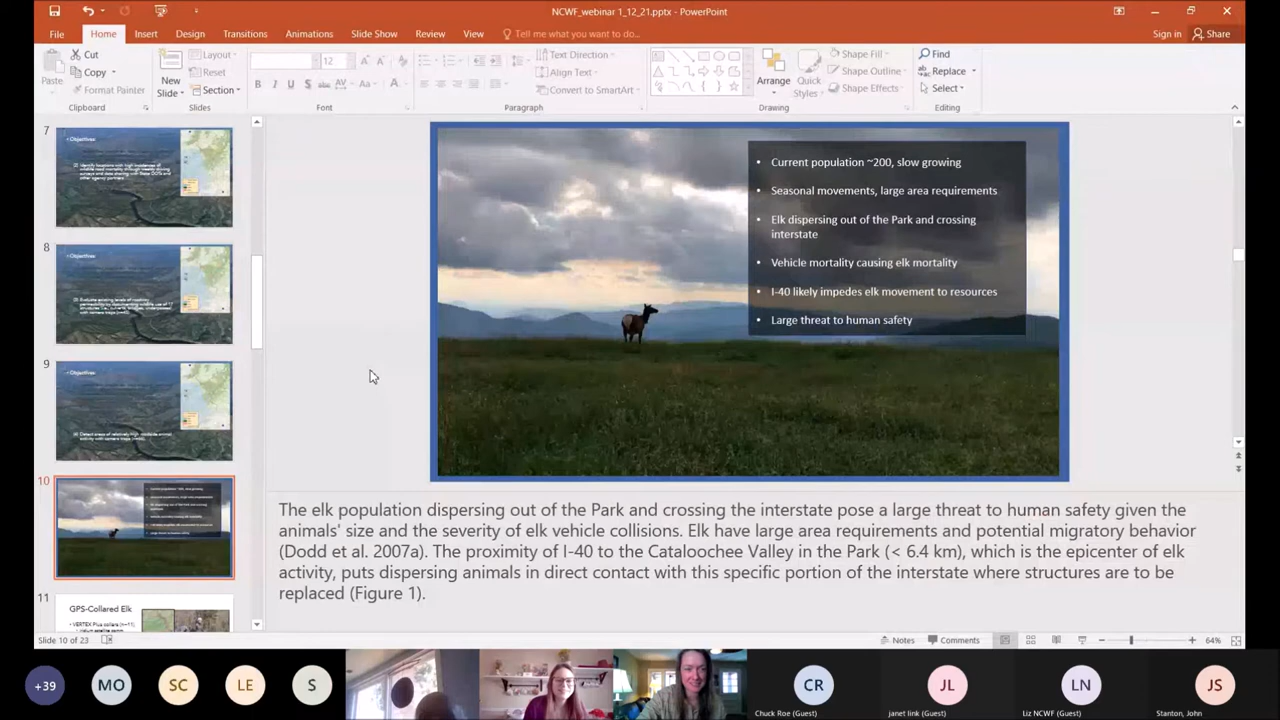 NCWF_webinar 1_12_21.pptx - PowerPoint
File Home Insert Design Transitions Animations Slide Show Review View Tell me what you want to do... Sign in Share
Paste
Cut
Copy
Format Painter
Clipboard
New Slide
Layout
Reset
Section
Slides
12
Font
Text Direction
Align Text
Convert to SmartArt
Paragraph
Arrange
Quick Styles
Shape Fill
Shape Outline
Shape Effects
Drawing
Find
Replace
Select
Editing
7
Objectives:
8
Objectives:
9
Objectives:
10
11
GPS-Collared Elk
• Current population ~200, slow growing
• Seasonal movements, large area requirements
• Elk dispersing out of the Park and crossing
interstate
• Vehicle mortality causing elk mortality
• I-40 likely impedes elk movement to resources
• Large threat to human safety
The elk population dispersing out of the Park and crossing the interstate pose a large threat to human safety given the
animals' size and the severity of elk vehicle collisions. Elk have large area requirements and potential migratory behavior
(Dodd et al. 2007a). The proximity of I-40 to the Cataloochee Valley in the Park (< 6.4 km), which is the epicenter of elk
activity, puts dispersing animals in direct contact with this specific portion of the interstate where structures are to be
replaced (Figure 1).
Slide 10 of 23
Notes Comments 64%
+39 MO SC LE S CR JL LN JS
Chuck Roe (Guest) janet link (Guest) Liz NCWF (Guest) Stanton, John